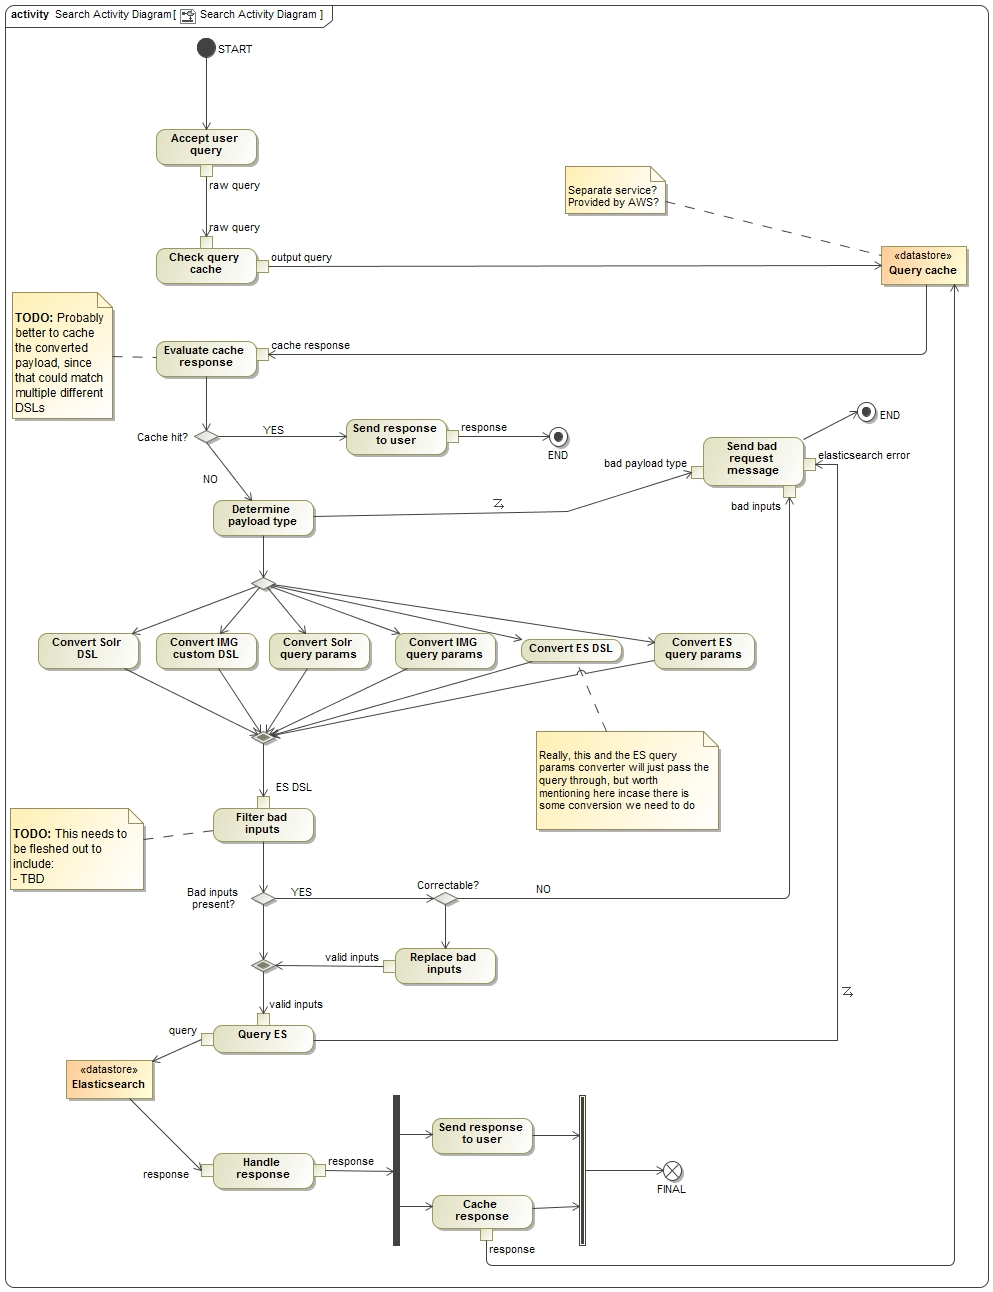 activity Search Activity Diagram[ Search Activity Diagram ]
START
Accept user
query
raw query
raw query
Check query
cache
output query
Separate service?
Provided by AWS?
«datastore»
Query cache
TODO: Probably
better to cache
the converted
payload, since
that could match
multiple different
DSLs
Evaluate cache
response
cache response
Cache hit?
YES
Send response
to user
response
END
END
Send bad
request
message
elasticsearch error
bad payload type
bad inputs
NO
Determine
payload type
Convert Solr
DSL
Convert IMG
custom DSL
Convert Solr
query params
Convert IMG
query params
Convert ES DSL
Convert ES
query params
Really, this and the ES query
params converter will just pass the
query through, but worth
mentioning here incase there is
some conversion we need to do
ES DSL
Filter bad
inputs
TODO: This needs to
be fleshed out to
include:
- TBD
Bad inputs
present?
YES
Correctable?
NO
valid inputs
Replace bad
inputs
valid inputs
query
Query ES
«datastore»
Elasticsearch
response
Handle
response
response
Send response
to user
Cache
response
response
FINAL